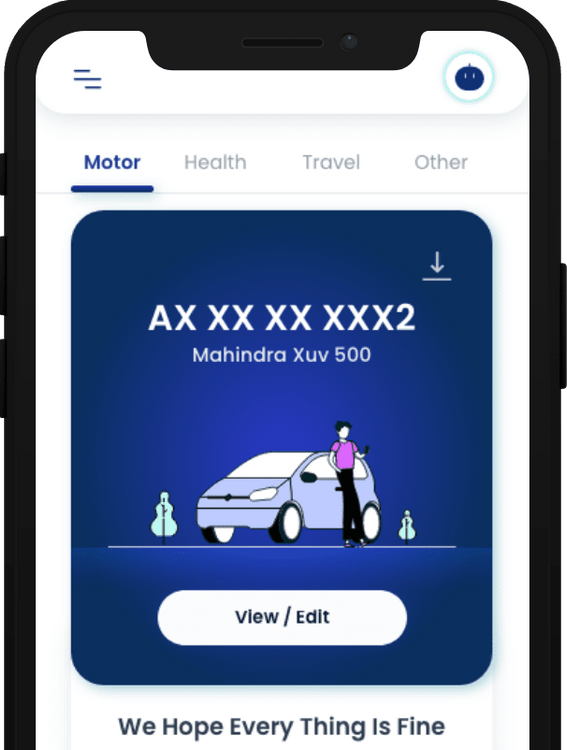 Motor Health Travel Other
AX XX XX XXX2
Mahindra Xuv 500
View / Edit
We Hope Every Thing Is Fine